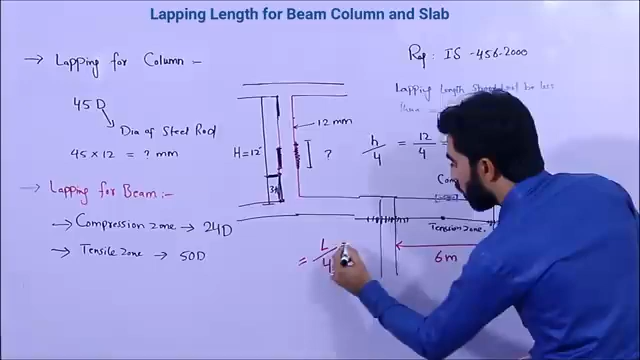 Lapping Length for Beam Column and Slab
→ Lapping for Column :-
45 D
Dia of Steel Rod
45 × 12 = ? mm
→ Lapping for Beam :-
→ Compression zone → 24D
→ Tensile zone → 50D
H=12'
3'
12 mm
?
Ref: IS -456-2000
Lapping Length should not be less
than
h/4 = 12/4 =
Tension zone.
6m
= L/4